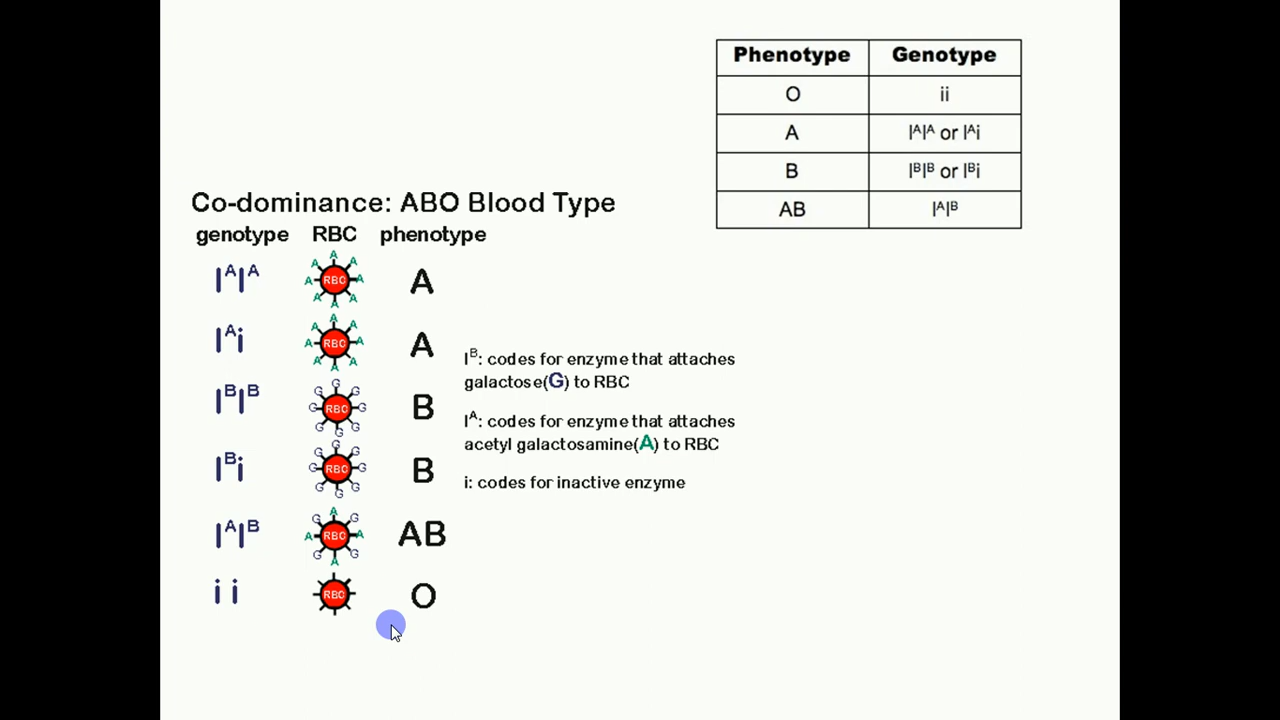 Phenotype Genotype
O ii
A IᴬIᴬ or Iᴬi
B IᴮIᴮ or Iᴮi
AB IᴬIᴮ
Co-dominance: ABO Blood Type
genotype RBC phenotype
IᴬIᴬ A A A A A A A A RBC A
Iᴬi A A A A A A A A RBC A
IᴮIᴮ G G G G G G G G RBC B
Iᴮi G G G G G G G G RBC B
IᴬIᴮ A G G A A G G A RBC AB
i i RBC O
Iᴮ: codes for enzyme that attaches
galactose(G) to RBC
Iᴬ: codes for enzyme that attaches
acetyl galactosamine(A) to RBC
i: codes for inactive enzyme